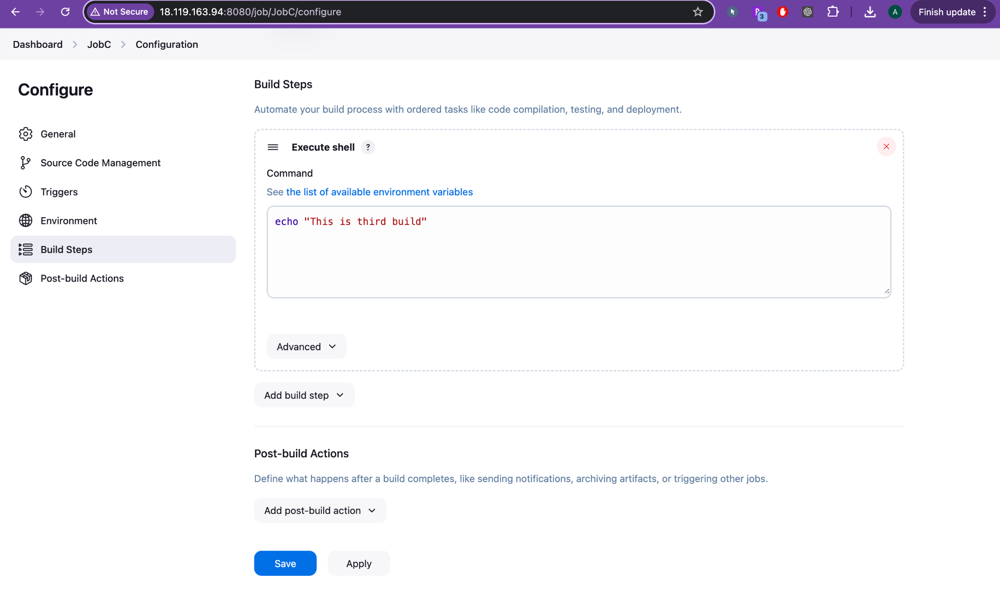 Not Secure 18.119.163.94:8080/job/JobC/configure 3 A Finish update
Dashboard JobC Configuration
Configure
General
Source Code Management
Triggers
Environment
Build Steps
Post-build Actions
Build Steps
Automate your build process with ordered tasks like code compilation, testing, and deployment.
Execute shell ?
Command
See the list of available environment variables
echo "This is third build"
Advanced
Add build step
Post-build Actions
Define what happens after a build completes, like sending notifications, archiving artifacts, or triggering other jobs.
Add post-build action
Save Apply